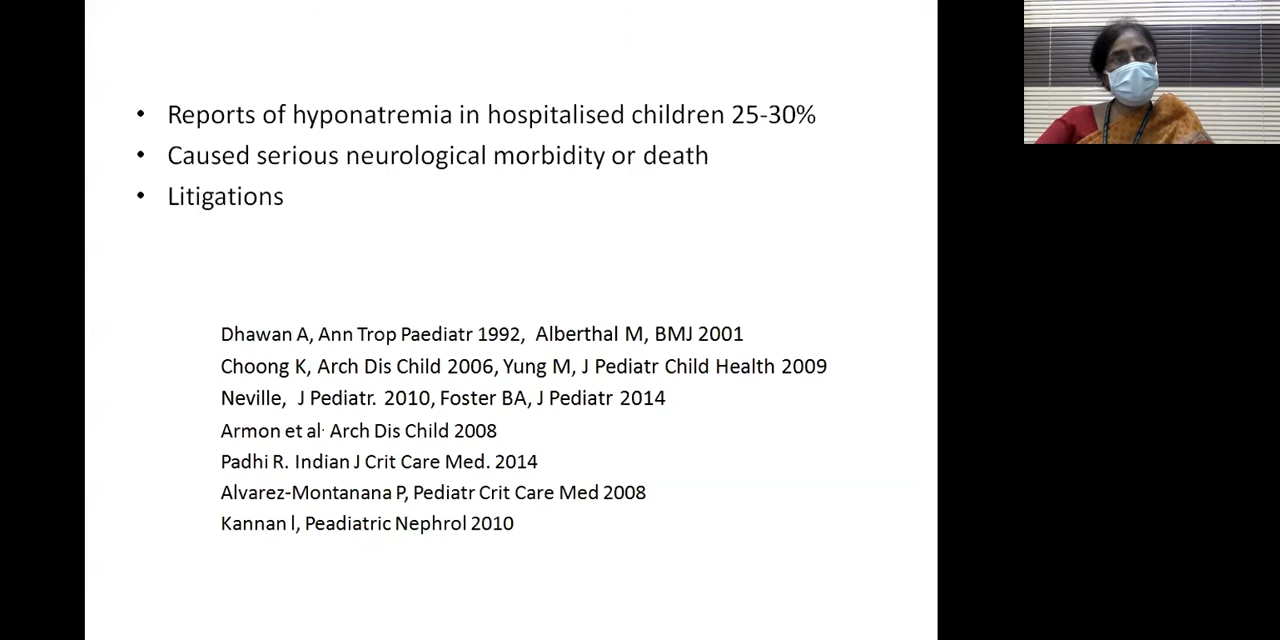 • Reports of hyponatremia in hospitalised children 25-30%
• Caused serious neurological morbidity or death
• Litigations
Dhawan A, Ann Trop Paediatr 1992, Alberthal M, BMJ 2001
Choong K, Arch Dis Child 2006, Yung M, J Pediatr Child Health 2009
Neville, J Pediatr. 2010, Foster BA, J Pediatr 2014
Armon et al. Arch Dis Child 2008
Padhi R. Indian J Crit Care Med. 2014
Alvarez-Montanana P, Pediatr Crit Care Med 2008
Kannan l, Peadiatric Nephrol 2010